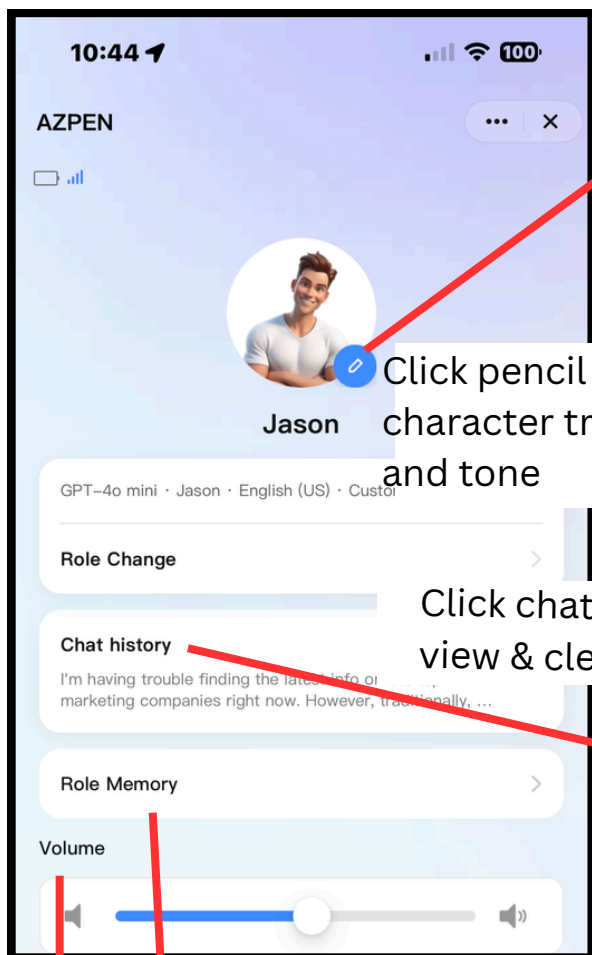 10:44
100
AZPEN
Click pencil
Jason
character tr
and tone
GPT-4o mini · Jason · English (US) · Custo
Role Change
Click chat
view & cle
Chat history
I'm having trouble finding the latest info or
marketing companies right now. However, traditionally, ...
Role Memory
Volume